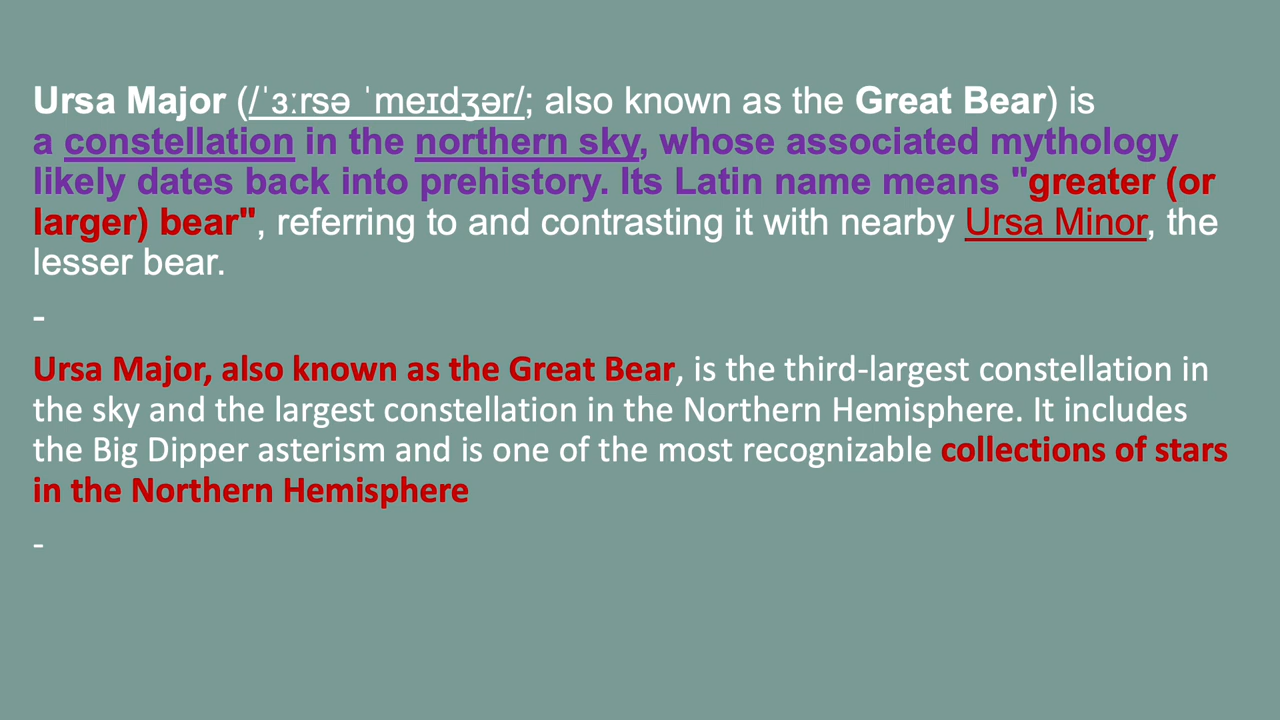 Ursa Major (/ˈɜːrsə ˈmeɪdʒər/; also known as the Great Bear) is
a constellation in the northern sky, whose associated mythology
likely dates back into prehistory. Its Latin name means "greater (or
larger) bear", referring to and contrasting it with nearby Ursa Minor, the
lesser bear.
-
Ursa Major, also known as the Great Bear, is the third-largest constellation in
the sky and the largest constellation in the Northern Hemisphere. It includes
the Big Dipper asterism and is one of the most recognizable collections of stars
in the Northern Hemisphere
-